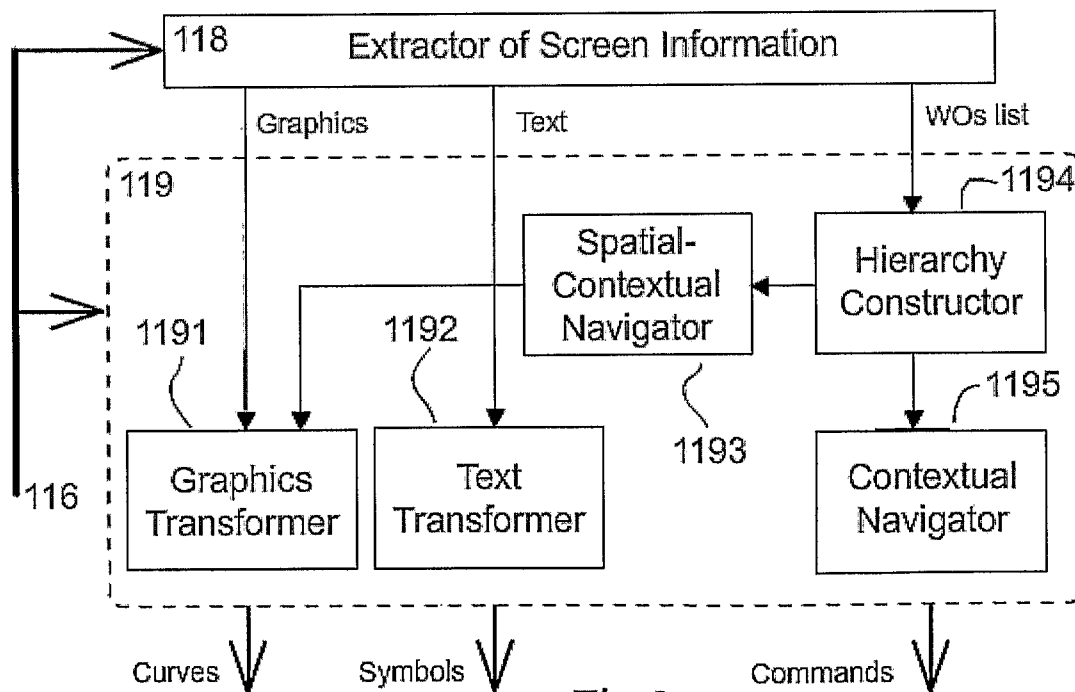 118
Extractor of Screen Information
Graphics
Text
WOs list
119
1194
Spatial-
Contextual
Navigator
Hierarchy
Constructor
1191
1192
1193
1195
116
Graphics
Transformer
Text
Transformer
Contextual
Navigator
Curves
Symbols
Commands